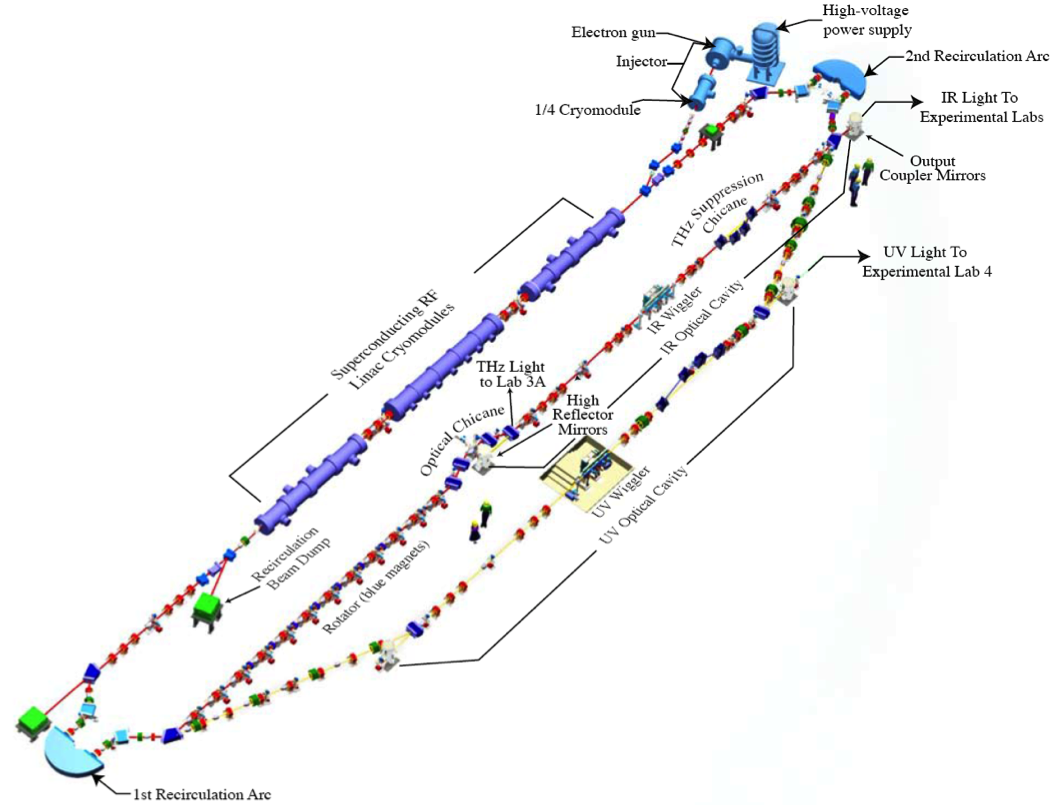 High-voltage
power supply
Electron gun
Injector
1/4 Cryomodule
2nd Recirculation Arc
IR Light To
Experimental Labs
Output
Coupler Mirrors
THz Suppression
Chicane
UV Light To
Experimental Lab 4
Superconducting RF
Linac Cryomodules
IR Wiggler
IR Optical Cavity
THz Light
to Lab 3A
High
Reflector
Mirrors
Optical Chicane
UV Wiggler
UV Optical Cavity
Recirculation
Beam Dump
Rotator (blue magnets)
1st Recirculation Arc